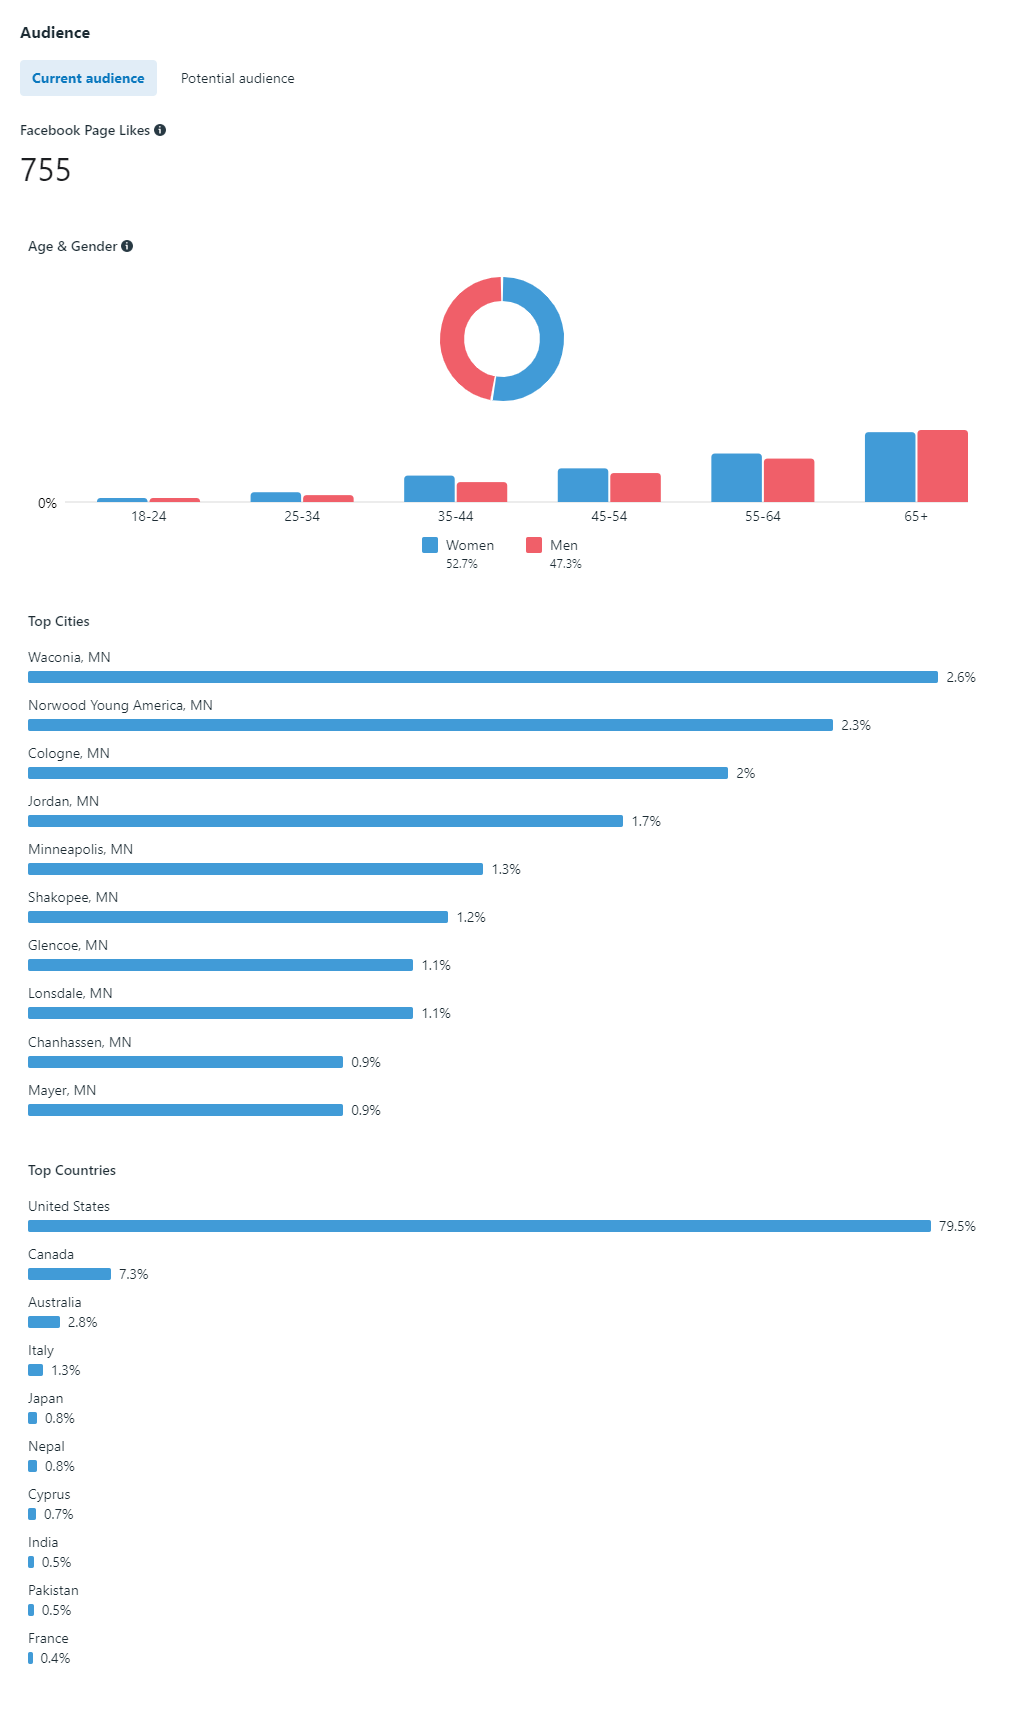 Audience
Current audience Potential audience
Facebook Page Likes
755
Age & Gender
0%
18-24 25-34 35-44 45-54 55-64 65+
Women Men
52.7% 47.3%
Top Cities
Waconia, MN
2.6%
Norwood Young America, MN
2.3%
Cologne, MN
2%
Jordan, MN
1.7%
Minneapolis, MN
1.3%
Shakopee, MN
1.2%
Glencoe, MN
1.1%
Lonsdale, MN
1.1%
Chanhassen, MN
0.9%
Mayer, MN
0.9%
Top Countries
United States
79.5%
Canada
7.3%
Australia
2.8%
Italy
1.3%
Japan
0.8%
Nepal
0.8%
Cyprus
0.7%
India
0.5%
Pakistan
0.5%
France
0.4%